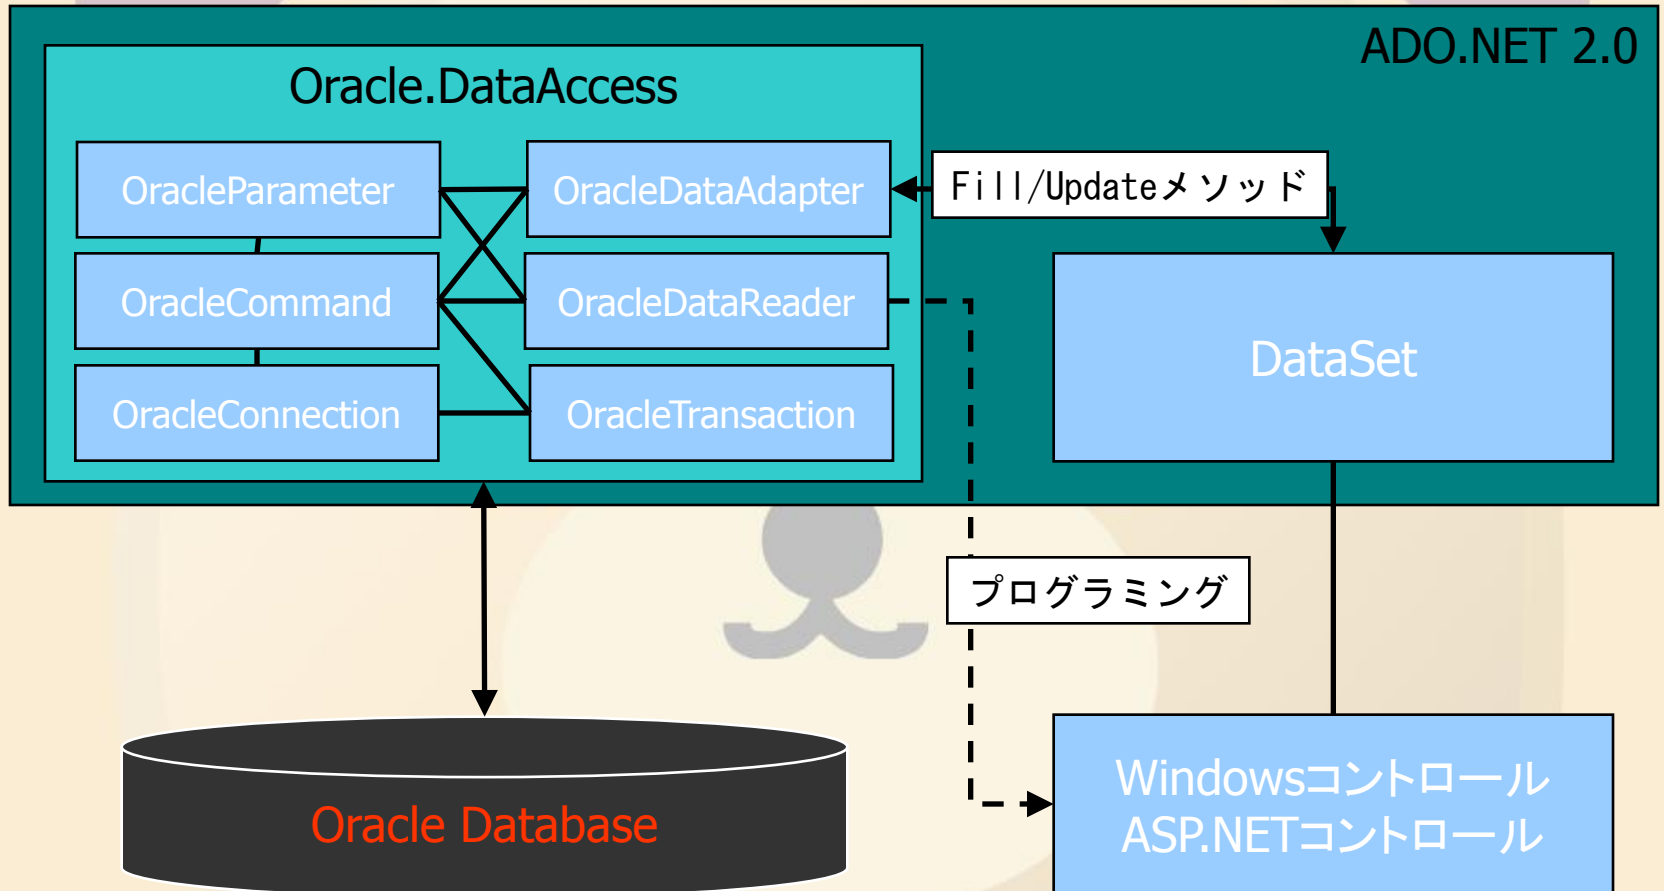 ADO.NET 2.0
Oracle.DataAccess
OracleParameter
OracleDataAdapter
Fill/Updateメソッド
OracleCommand
OracleDataReader
DataSet
OracleConnection
OracleTransaction
プログラミング
Oracle Database
Windowsコントロール
ASP.NETコントロール